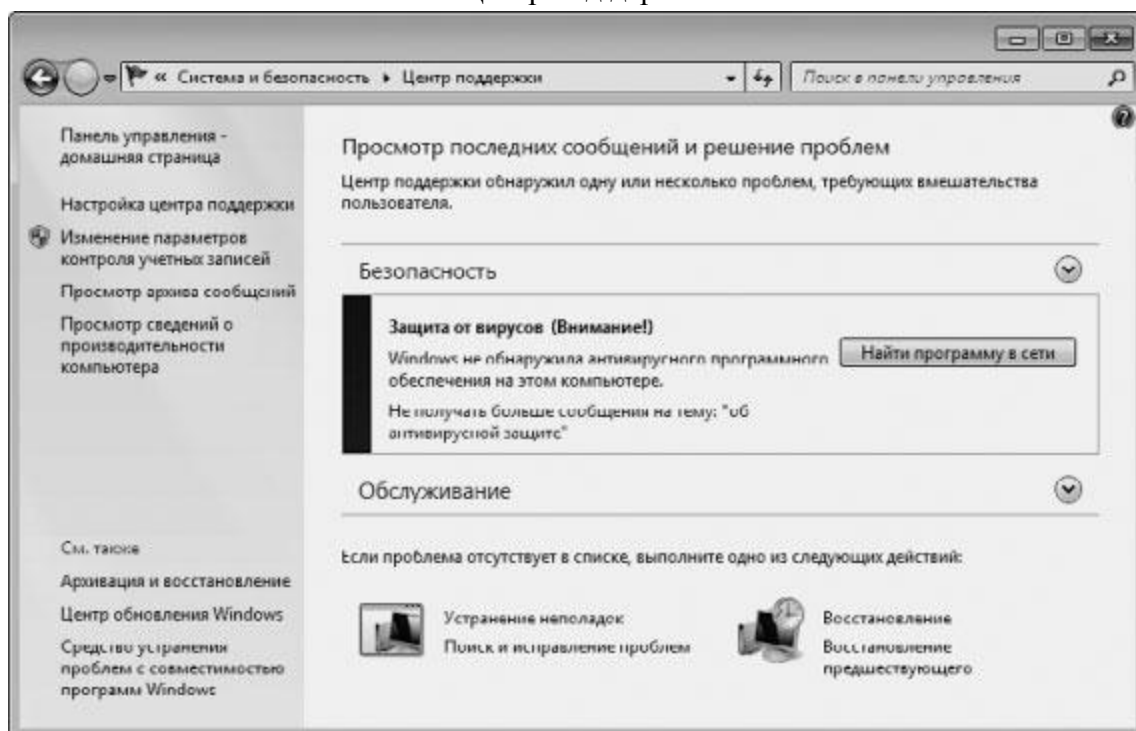 « Система и безопасность ▸ Центр поддержки
Поиск в панели управления
Панель управления -
домашняя страница
Настройка центра поддержки
Изменение параметров
контроля учетных записей
Просмотр архива сообщений
Просмотр сведений о
производительности
компьютера
См. также
Архивация и восстановление
Центр обновления Windows
Средство устранения
проблем с совместимостью
программ Windows
Просмотр последних сообщений и решение проблем
Центр поддержки обнаружил одну или несколько проблем, требующих вмешательства
пользователя.
Безопасность
Защита от вирусов (Внимание!)
Windows не обнаружила антивирусного программного
обеспечения на этом компьютере.
Найти программу в сети
Не получать больше сообщения на тему: "об
антивирусной защите"
Обслуживание
Если проблема отсутствует в списке, выполните одно из следующих действий:
Устранение неполадок
Поиск и исправление проблем
Восстановление
Восстановление
предшествующего